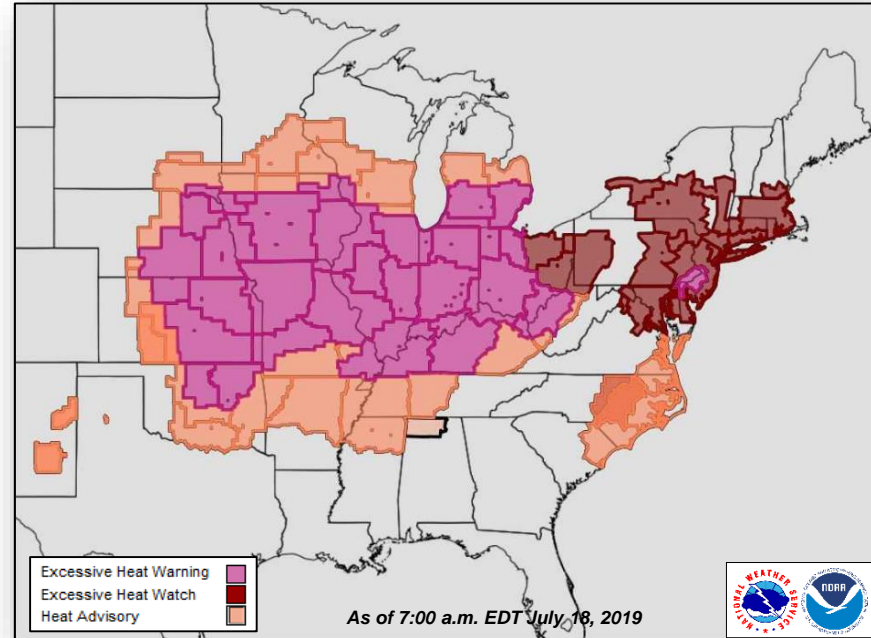 Excessive Heat Warning
Excessive Heat Watch
Heat Advisory
As of 7:00 a.m. EDT July 18, 2019
NATIONAL WEATHER SERVICE
NOAA